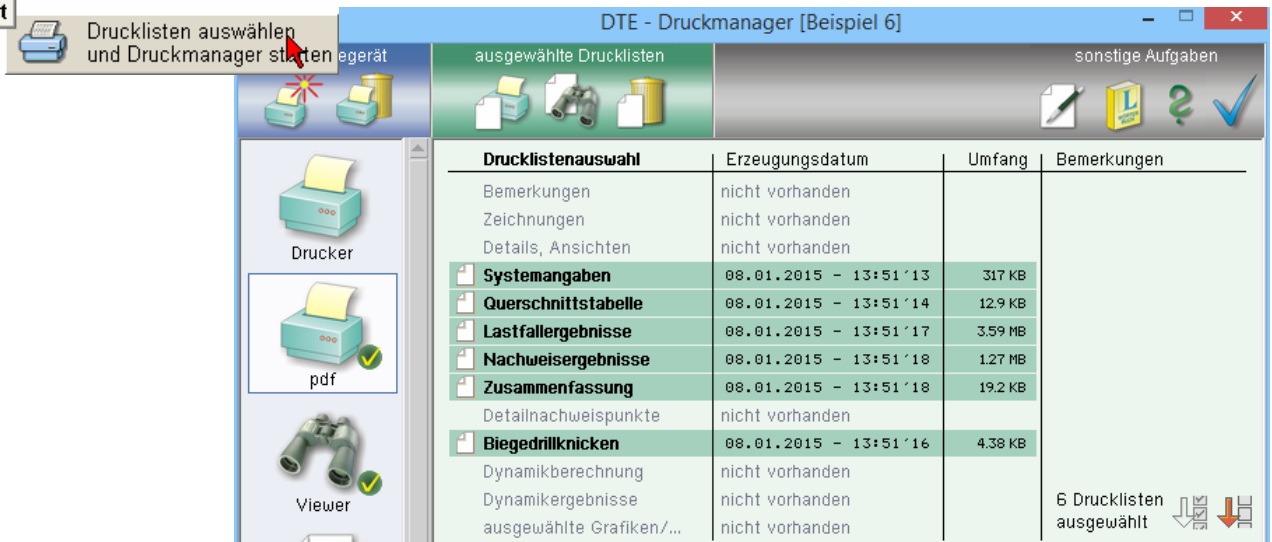 t
Drucklisten auswählen
und Druckmanager starten
DTE - Druckmanager [Beispiel 6]
egerät
ausgewählte Drucklisten
sonstige Aufgaben
L
Drucklistenauswahl Erzeugungsdatum Umfang Bemerkungen
Bemerkungen nicht vorhanden
Zeichnungen nicht vorhanden
Details, Ansichten nicht vorhanden
Systemangaben 08.01.2015 - 13:51´13 317 KB
Querschnittstabelle 08.01.2015 - 13:51´14 12.9 KB
Lastfallergebnisse 08.01.2015 - 13:51´17 3.59 MB
Nachweisergebnisse 08.01.2015 - 13:51´18 1.27 MB
Zusammenfassung 08.01.2015 - 13:51´18 19.2 KB
Detailnachweispunkte nicht vorhanden
Biegedrillknicken 08.01.2015 - 13:51´16 4.38 KB
Dynamikberechnung nicht vorhanden
Dynamikergebnisse nicht vorhanden
ausgewählte Grafiken/... nicht vorhanden
6 Drucklisten
ausgewählt
Drucker
pdf
Viewer